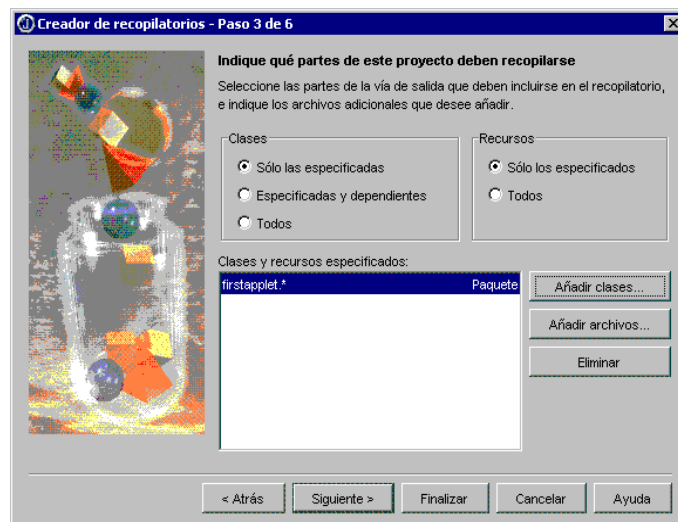 Creador de recopilatorios - Paso 3 de 6
Indique qué partes de este proyecto deben recopilarse
Seleccione las partes de la vía de salida que deben incluirse en el recopilatorio,
e indique los archivos adicionales que desee añadir.
Clases
Sólo las especificadas
Especificadas y dependientes
Todos
Recursos
Sólo los especificados
Todos
Clases y recursos especificados:
firstapplet.* Paquete
Añadir clases...
Añadir archivos...
Eliminar
< Atrás
Siguiente >
Finalizar
Cancelar
Ayuda